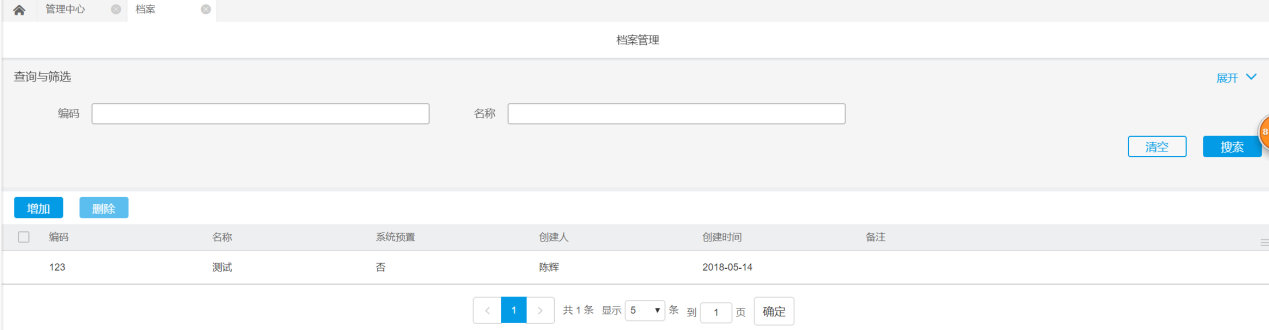 管理中心 档案
档案管理
查询与筛选 展开
编码 名称
清空 搜索
8
增加 删除
编码 名称 系统预置 创建人 创建时间 备注
123 测试 否 陈辉 2018-05-14
< 1 > 共 1 条 显示 5 条 到 1 页 确定